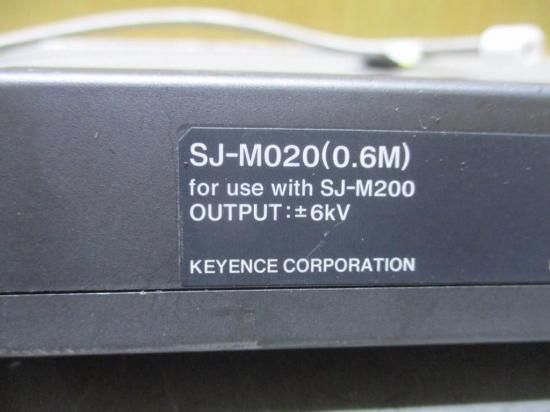 SJ-M020(0.6M)
for use with SJ-M200
OUTPUT:±6kV
KEYENCE CORPORATION